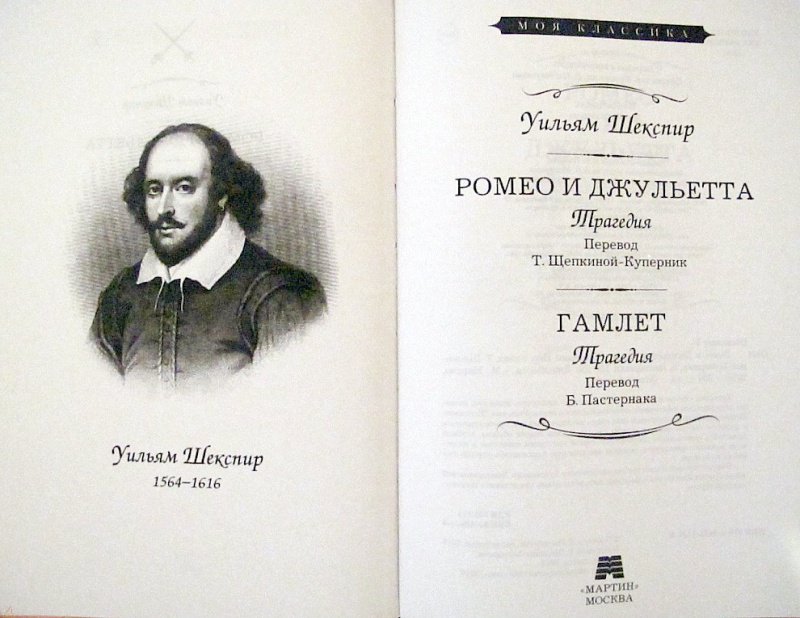 Уильям Шекспир
1564–1616
МОЯ КЛАССИКА
Уильям Шекспир
РОМЕО И ДЖУЛЬЕТТА
Трагедия
Перевод
Т. Щепкиной-Куперник
ГАМЛЕТ
Трагедия
Перевод
Б. Пастернака
«МАРТИН»
МОСКВА